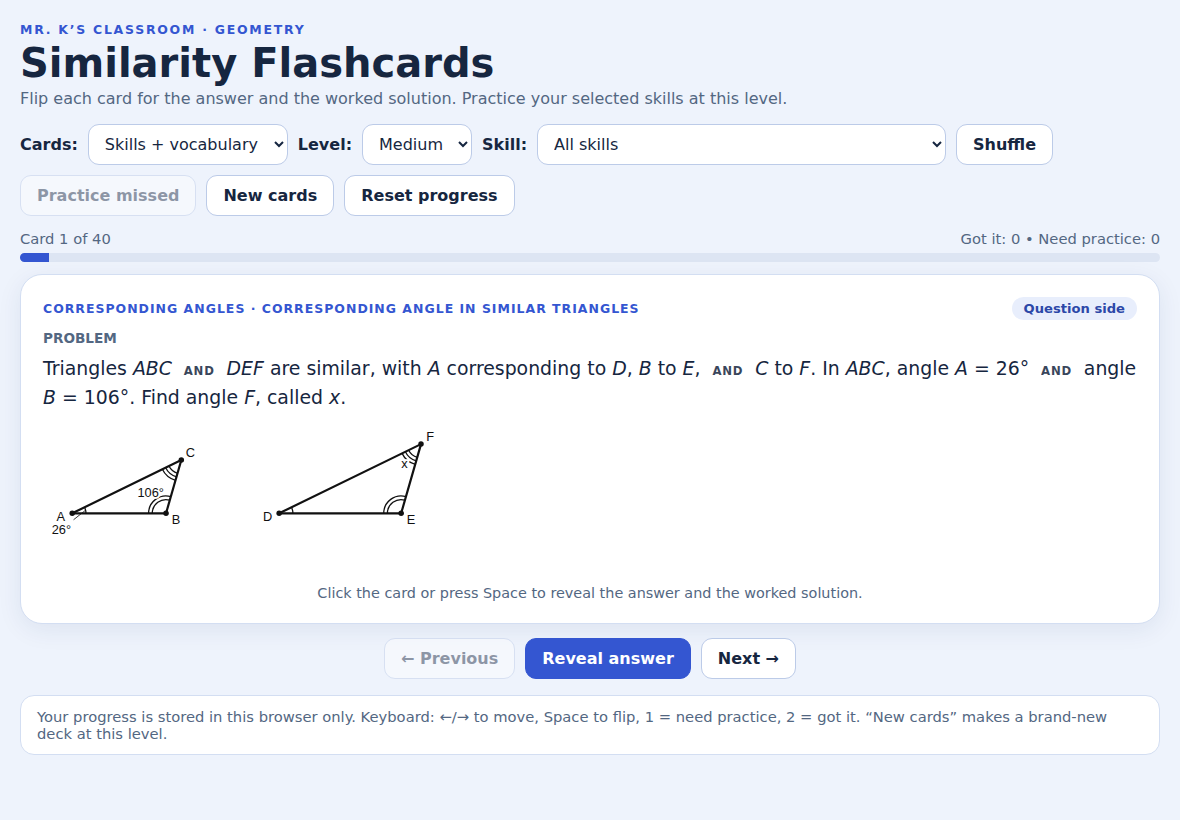 MR. K’S CLASSROOM · GEOMETRY
Similarity Flashcards
Flip each card for the answer and the worked solution. Practice your selected skills at this level.
Cards: Skills + vocabulary Level: Medium Skill: All skills Shuffle
Practice missed New cards Reset progress
Card 1 of 40 Got it: 0 • Need practice: 0
CORRESPONDING ANGLES · CORRESPONDING ANGLE IN SIMILAR TRIANGLES Question side
PROBLEM
Triangles ABC AND DEF are similar, with A corresponding to D, B to E, AND C to F. In ABC, angle A = 26° AND angle
B = 106°. Find angle F, called x.
F
C
x
106°
A B D E
26°
Click the card or press Space to reveal the answer and the worked solution.
← Previous Reveal answer Next →
Your progress is stored in this browser only. Keyboard: ←/→ to move, Space to flip, 1 = need practice, 2 = got it. “New cards” makes a brand-new
deck at this level.